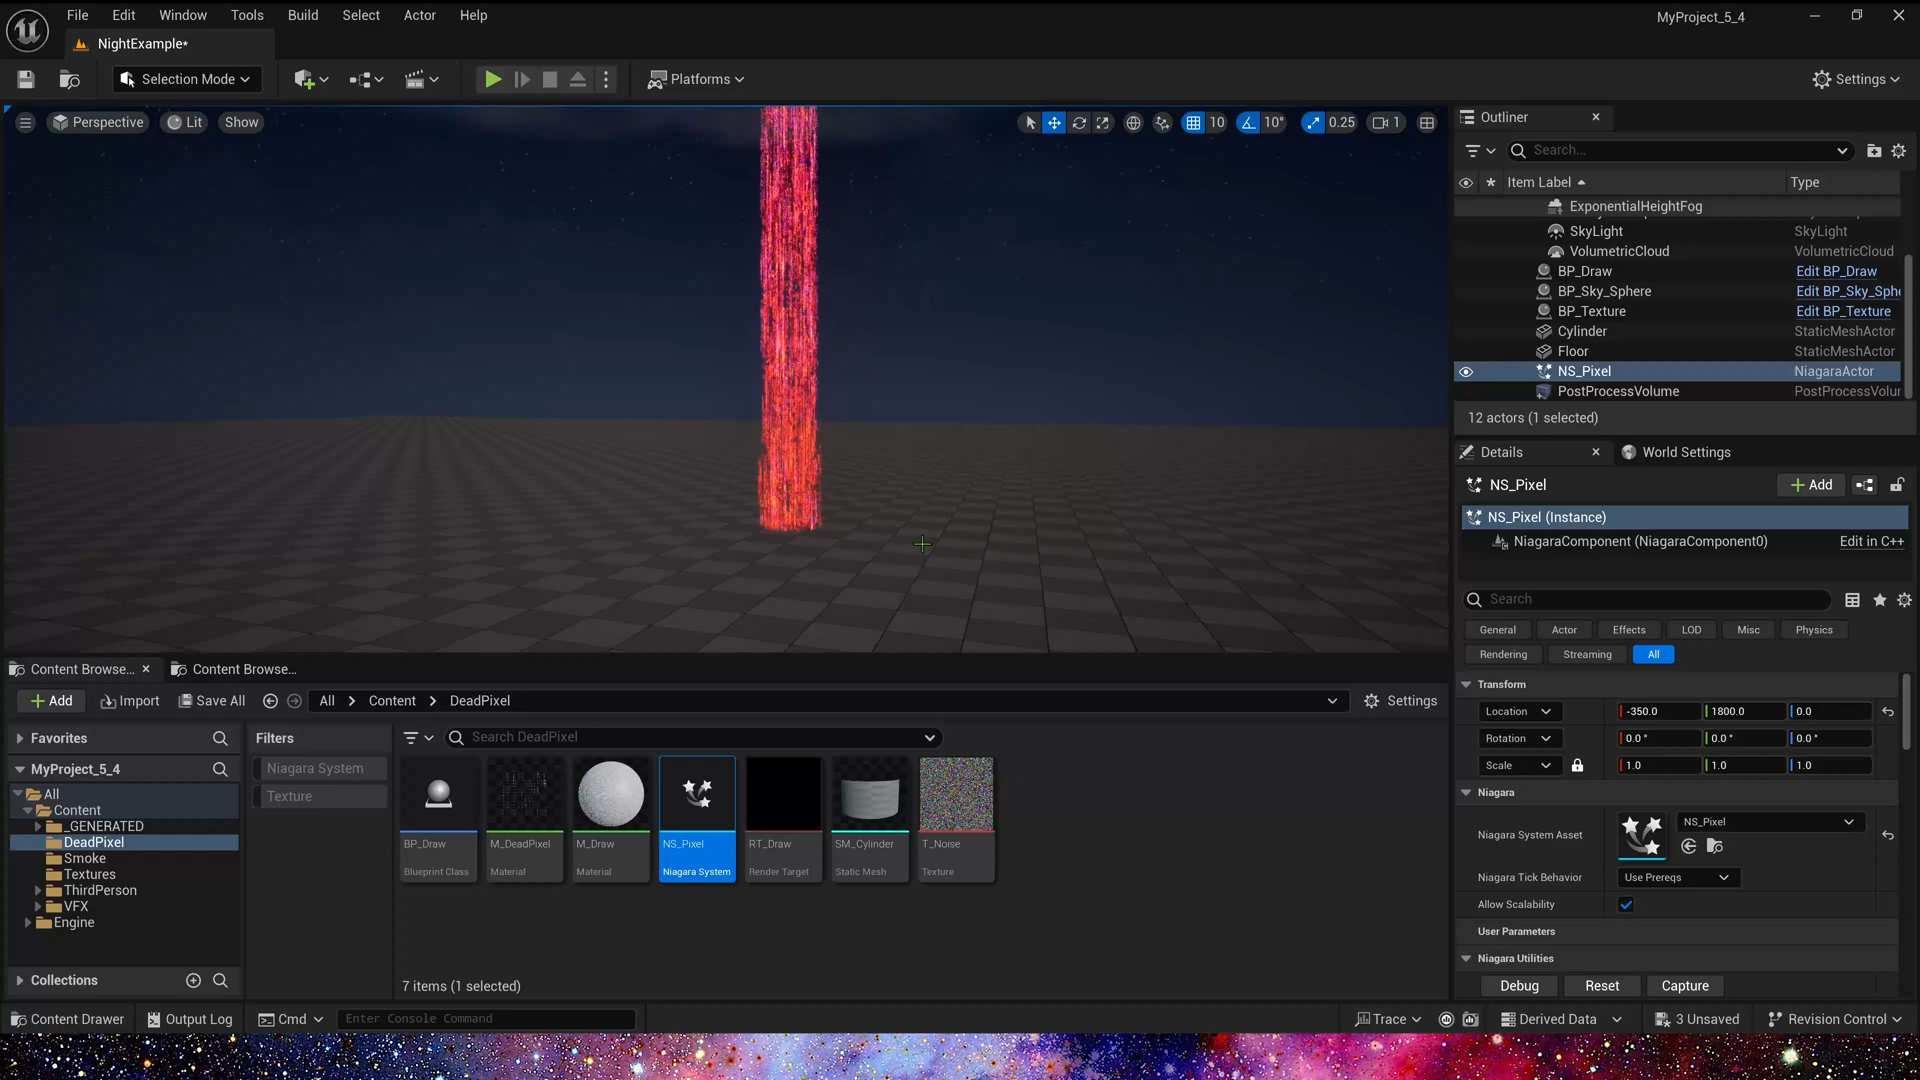 File Edit Window Tools Build Select Actor Help
MyProject_5_4
NightExample*
Selection Mode
Platforms
Settings
Perspective
Lit
Show
10
10°
0.25
1
Outliner
Search...
Item Label
Type
ExponentialHeightFog
SkyLight SkyLight
VolumetricCloud VolumetricCloud
BP_Draw Edit BP_Draw
BP_Sky_Sphere Edit BP_Sky_Sphe
BP_Texture Edit BP_Texture
Cylinder StaticMeshActor
Floor StaticMeshActor
NS_Pixel NiagaraActor
PostProcessVolume PostProcessVolur
12 actors (1 selected)
Details
World Settings
NS_Pixel
Add
NS_Pixel (Instance)
NiagaraComponent (NiagaraComponent0) Edit in C++
Search
General Actor Effects LOD Misc Physics
Rendering Streaming All
Transform
Location -350.0 1800.0 0.0
Rotation 0.0 ° 0.0 ° 0.0 °
Scale 1.0 1.0 1.0
Niagara
Niagara System Asset
NS_Pixel
Niagara Tick Behavior Use Prereqs
Allow Scalability
User Parameters
Niagara Utilities
Debug Reset Capture
Content Browse...
Content Browse...
Add Import Save All All Content DeadPixel Settings
Favorites
MyProject_5_4
All
Content
_GENERATED
DeadPixel
Smoke
Textures
ThirdPerson
VFX
Engine
Collections
Filters
Niagara System
Texture
Search DeadPixel
BP_Draw
Blueprint Class
M_DeadPixel
Material
M_Draw
Material
NS_Pixel
Niagara System
RT_Draw
Render Target
SM_Cylinder
Static Mesh
T_Noise
Texture
7 items (1 selected)
Content Drawer Output Log Cmd Enter Console Command Trace Derived Data 3 Unsaved Revision Control